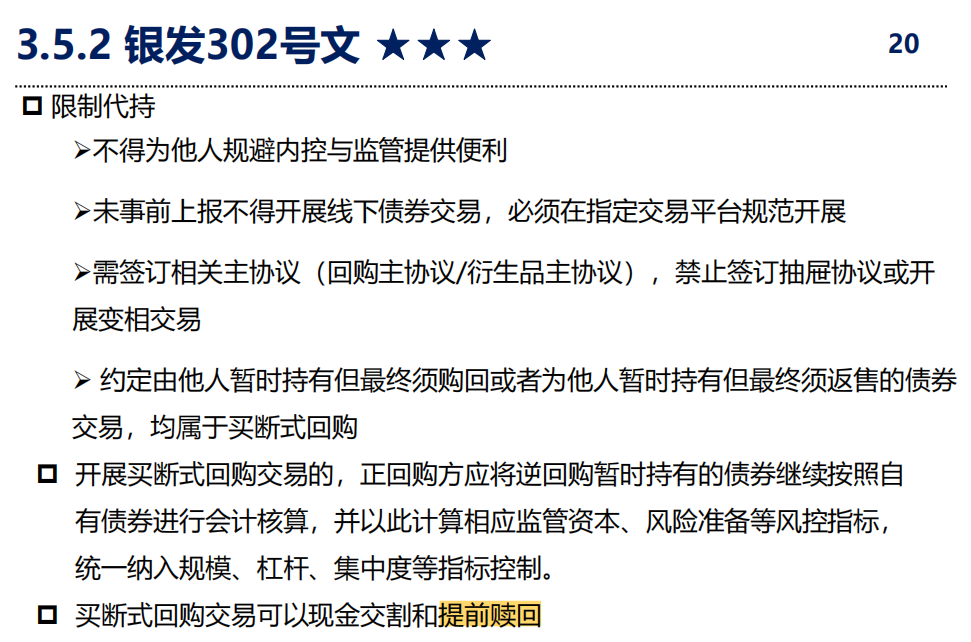 3.5.2 银发302号文 ★★★
20
限制代持
➢不得为他人规避内控与监管提供便利
➢未事前上报不得开展线下债券交易，必须在指定交易平台规范开展
➢需签订相关主协议（回购主协议/衍生品主协议），禁止签订抽屉协议或开
展变相交易
➢ 约定由他人暂时持有但最终须购回或者为他人暂时持有但最终须返售的债券
交易，均属于买断式回购
开展买断式回购交易的，正回购方应将逆回购暂时持有的债券继续按照自
有债券进行会计核算，并以此计算相应监管资本、风险准备等风控指标，
统一纳入规模、杠杆、集中度等指标控制。
买断式回购交易可以现金交割和提前赎回